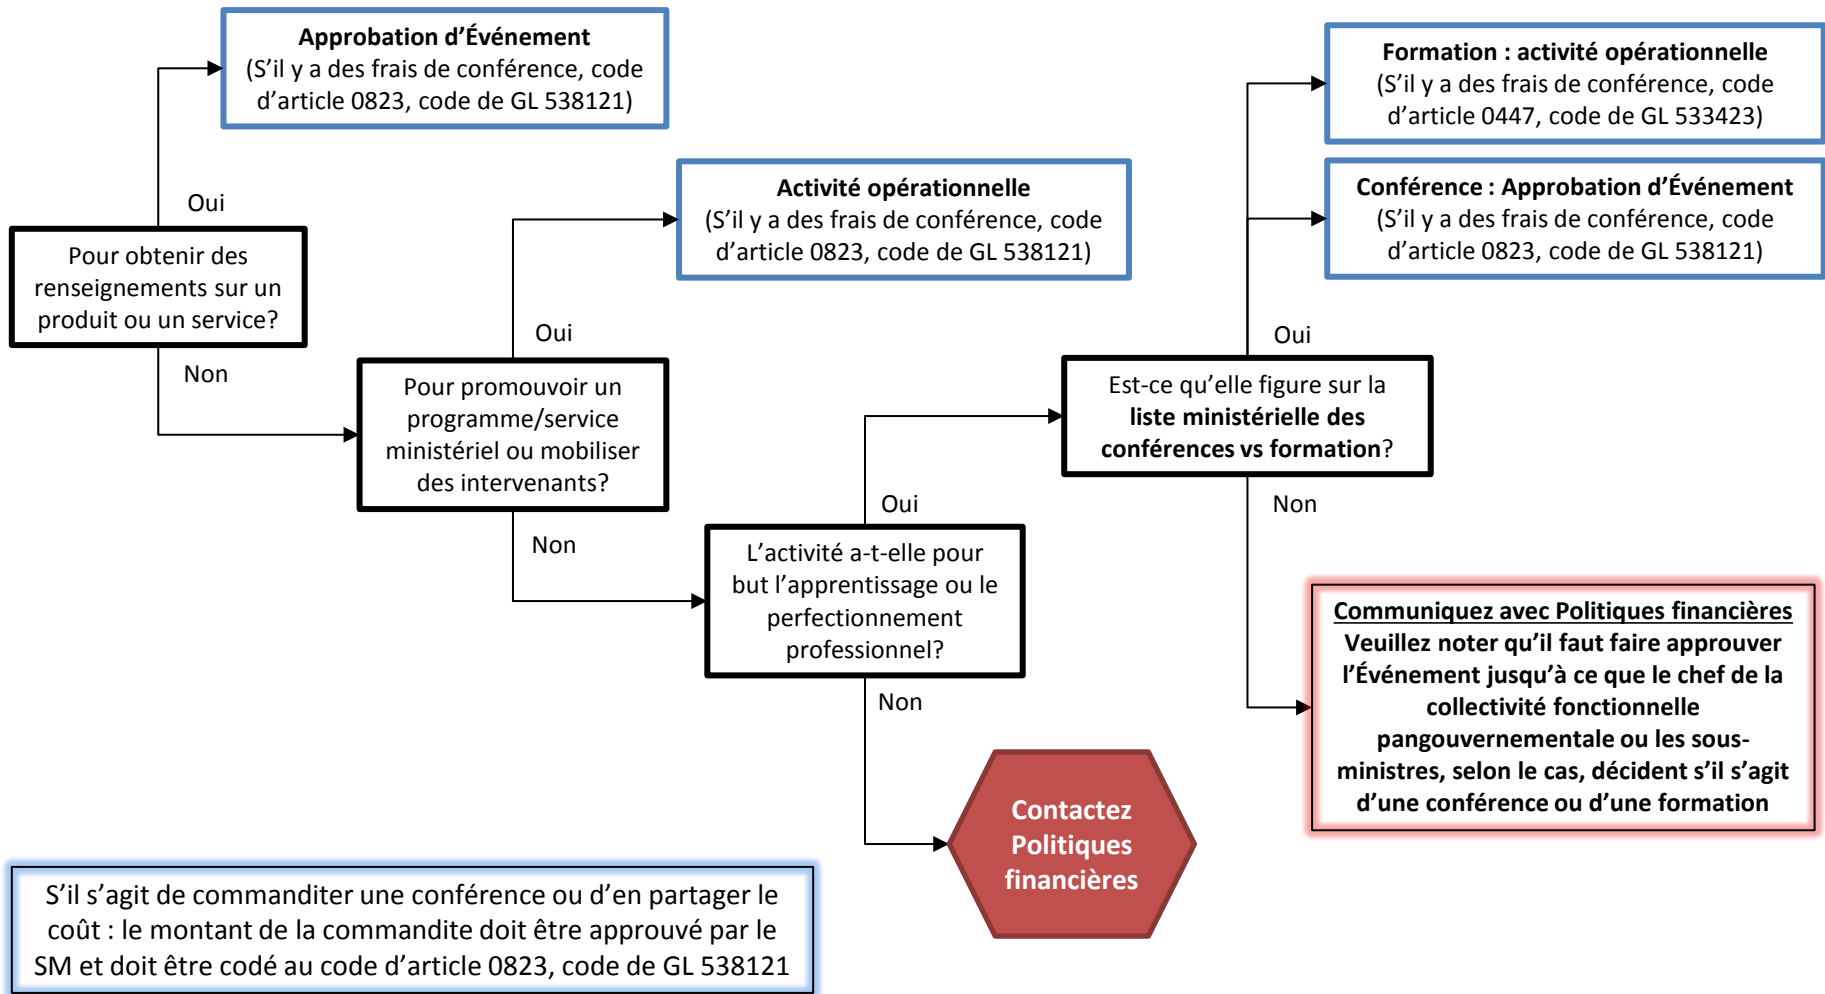 Approbation d’Événement
(S’il y a des frais de conférence, code
d’article 0823, code de GL 538121)
Oui
Pour obtenir des
renseignements sur un
produit ou un service?
Non
Activité opérationnelle
(S’il y a des frais de conférence, code
d’article 0823, code de GL 538121)
Oui
Pour promouvoir un
programme/service
ministériel ou mobiliser
des intervenants?
Non
Formation : activité opérationnelle
(S’il y a des frais de conférence, code
d’article 0447, code de GL 533423)
Conférence : Approbation d’Événement
(S’il y a des frais de conférence, code
d’article 0823, code de GL 538121)
Oui
Est-ce qu’elle figure sur la
liste ministérielle des
conférences vs formation?
Non
Oui
L’activité a-t-elle pour
but l’apprentissage ou le
perfectionnement
professionnel?
Non
Communiquez avec Politiques financières
Veuillez noter qu’il faut faire approuver
l’Événement jusqu’à ce que le chef de la
collectivité fonctionnelle
pangouvernementale ou les sous-
ministres, selon le cas, décident s’il s’agit
d’une conférence ou d’une formation
Contactez
Politiques
financières
S’il s’agit de commanditer une conférence ou d’en partager le
coût : le montant de la commandite doit être approuvé par le
SM et doit être codé au code d’article 0823, code de GL 538121